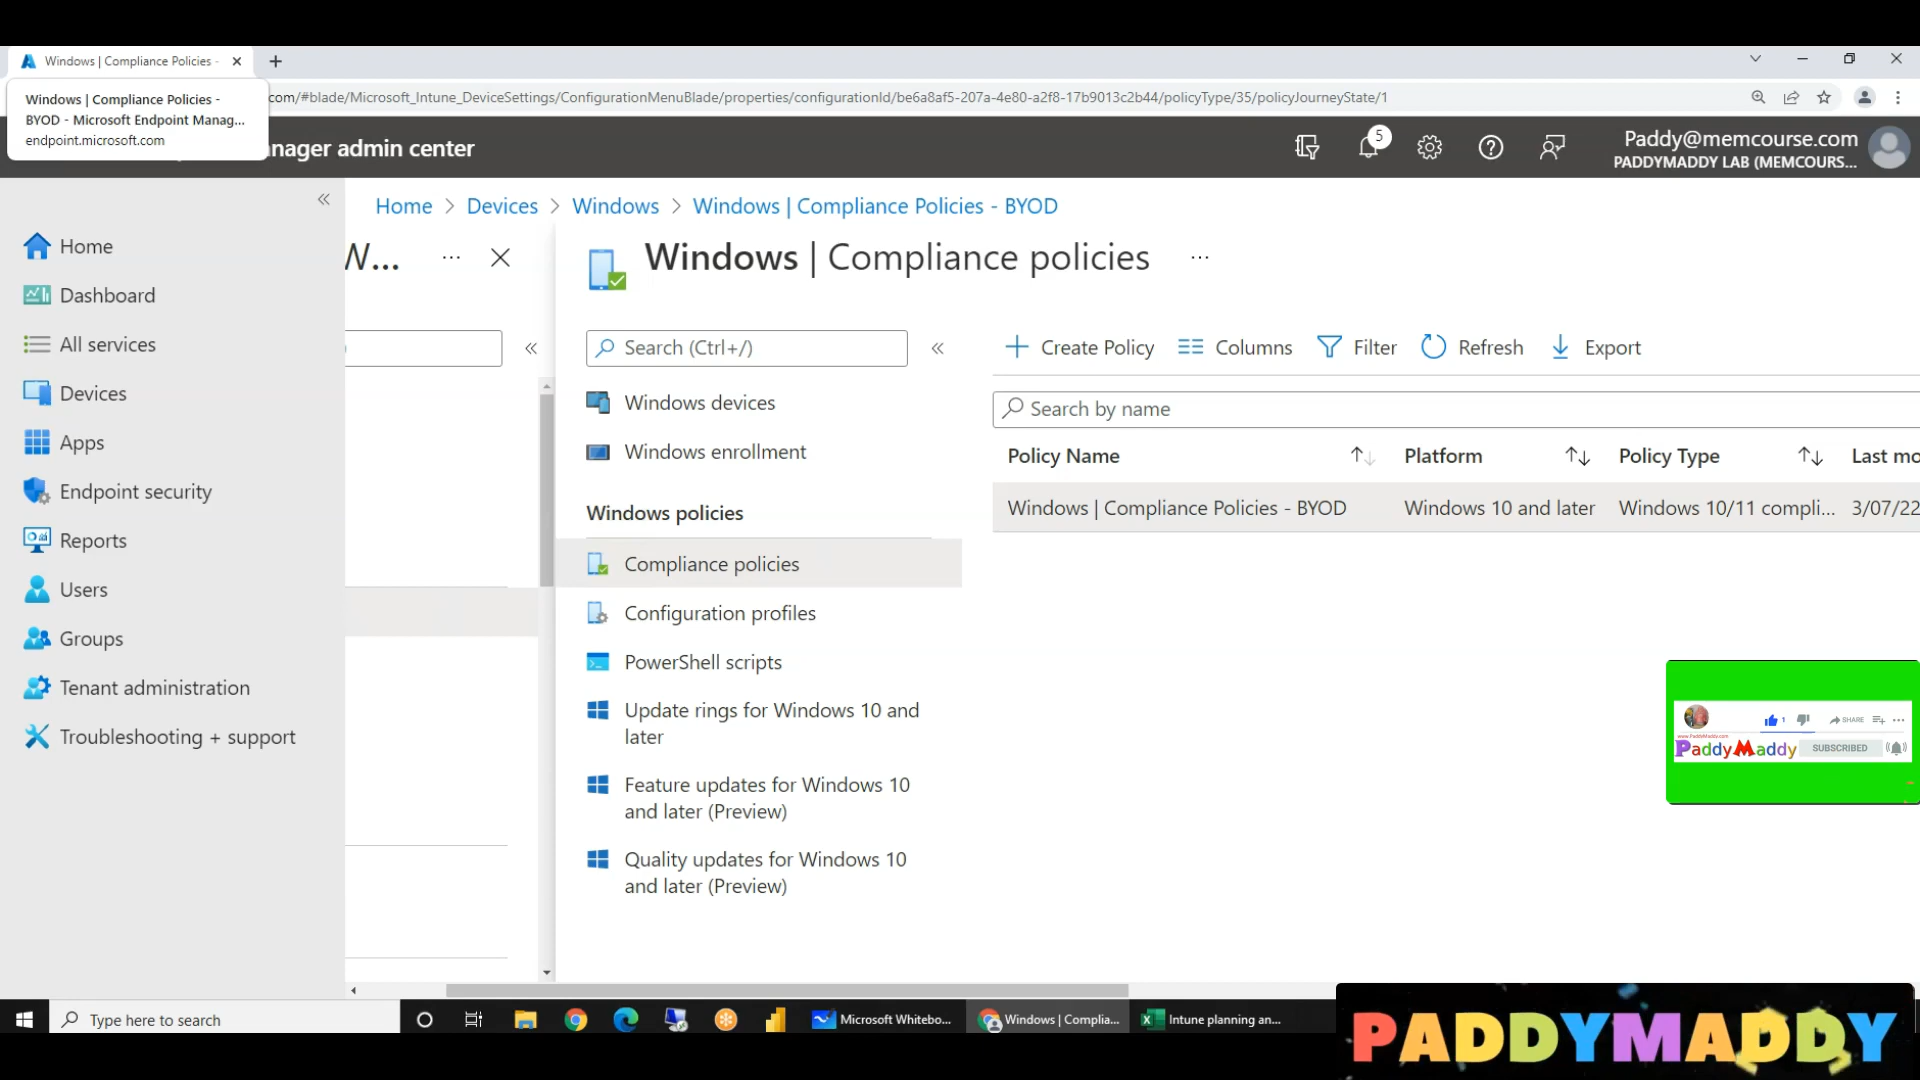 Windows | Compliance Policies -
Windows | Compliance Policies -
BYOD - Microsoft Endpoint Manag...
endpoint.microsoft.com
com/#blade/Microsoft_Intune_DeviceSettings/ConfigurationMenuBlade/properties/configurationId/be6a8af5-207a-4e80-a2f8-17b9013c2b44/policyType/35/policyJourneyState/1
nager admin center
5
Paddy@memcourse.com
PADDYMADDY LAB (MEMCOURS...
Home
Dashboard
All services
Devices
Apps
Endpoint security
Reports
Users
Groups
Tenant administration
Troubleshooting + support
Home > Devices > Windows > Windows | Compliance Policies - BYOD
W... ...
Windows | Compliance policies ...
Search (Ctrl+/)
Windows devices
Windows enrollment
Windows policies
Compliance policies
Configuration profiles
PowerShell scripts
Update rings for Windows 10 and
later
Feature updates for Windows 10
and later (Preview)
Quality updates for Windows 10
and later (Preview)
Create Policy Columns Filter Refresh Export
Search by name
Policy Name Platform Policy Type Last mo
Windows | Compliance Policies - BYOD Windows 10 and later Windows 10/11 compli... 3/07/22
1 SHARE
www.PaddyMaddy.com
PaddyMaddy SUBSCRIBED
Type here to search
Microsoft Whitebo...
Windows | Complia...
Intune planning an...
PADDYMADDY